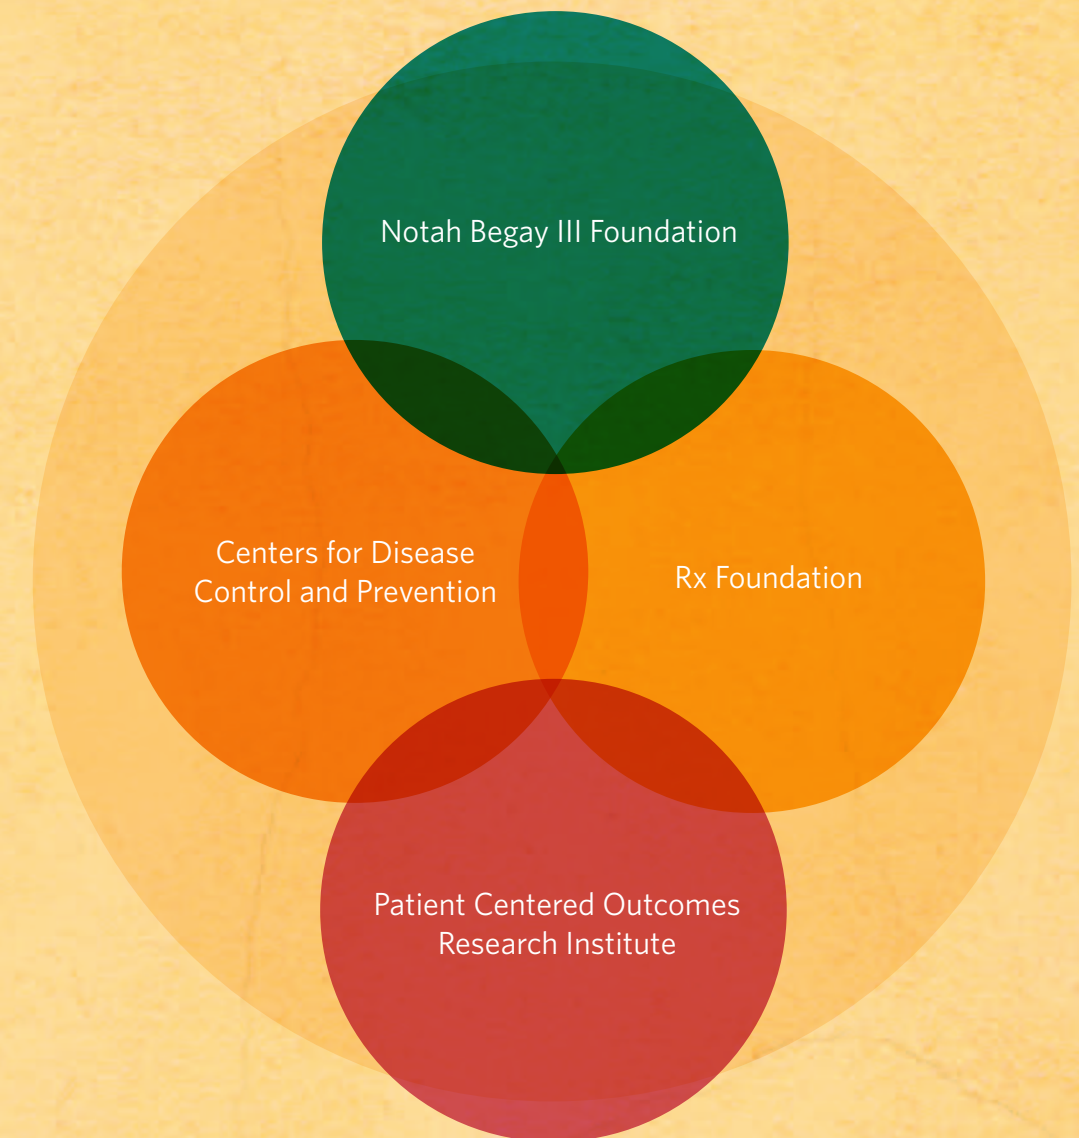 Notah Begay III Foundation
Centers for Disease
Control and Prevention
Rx Foundation
Patient Centered Outcomes
Research Institute